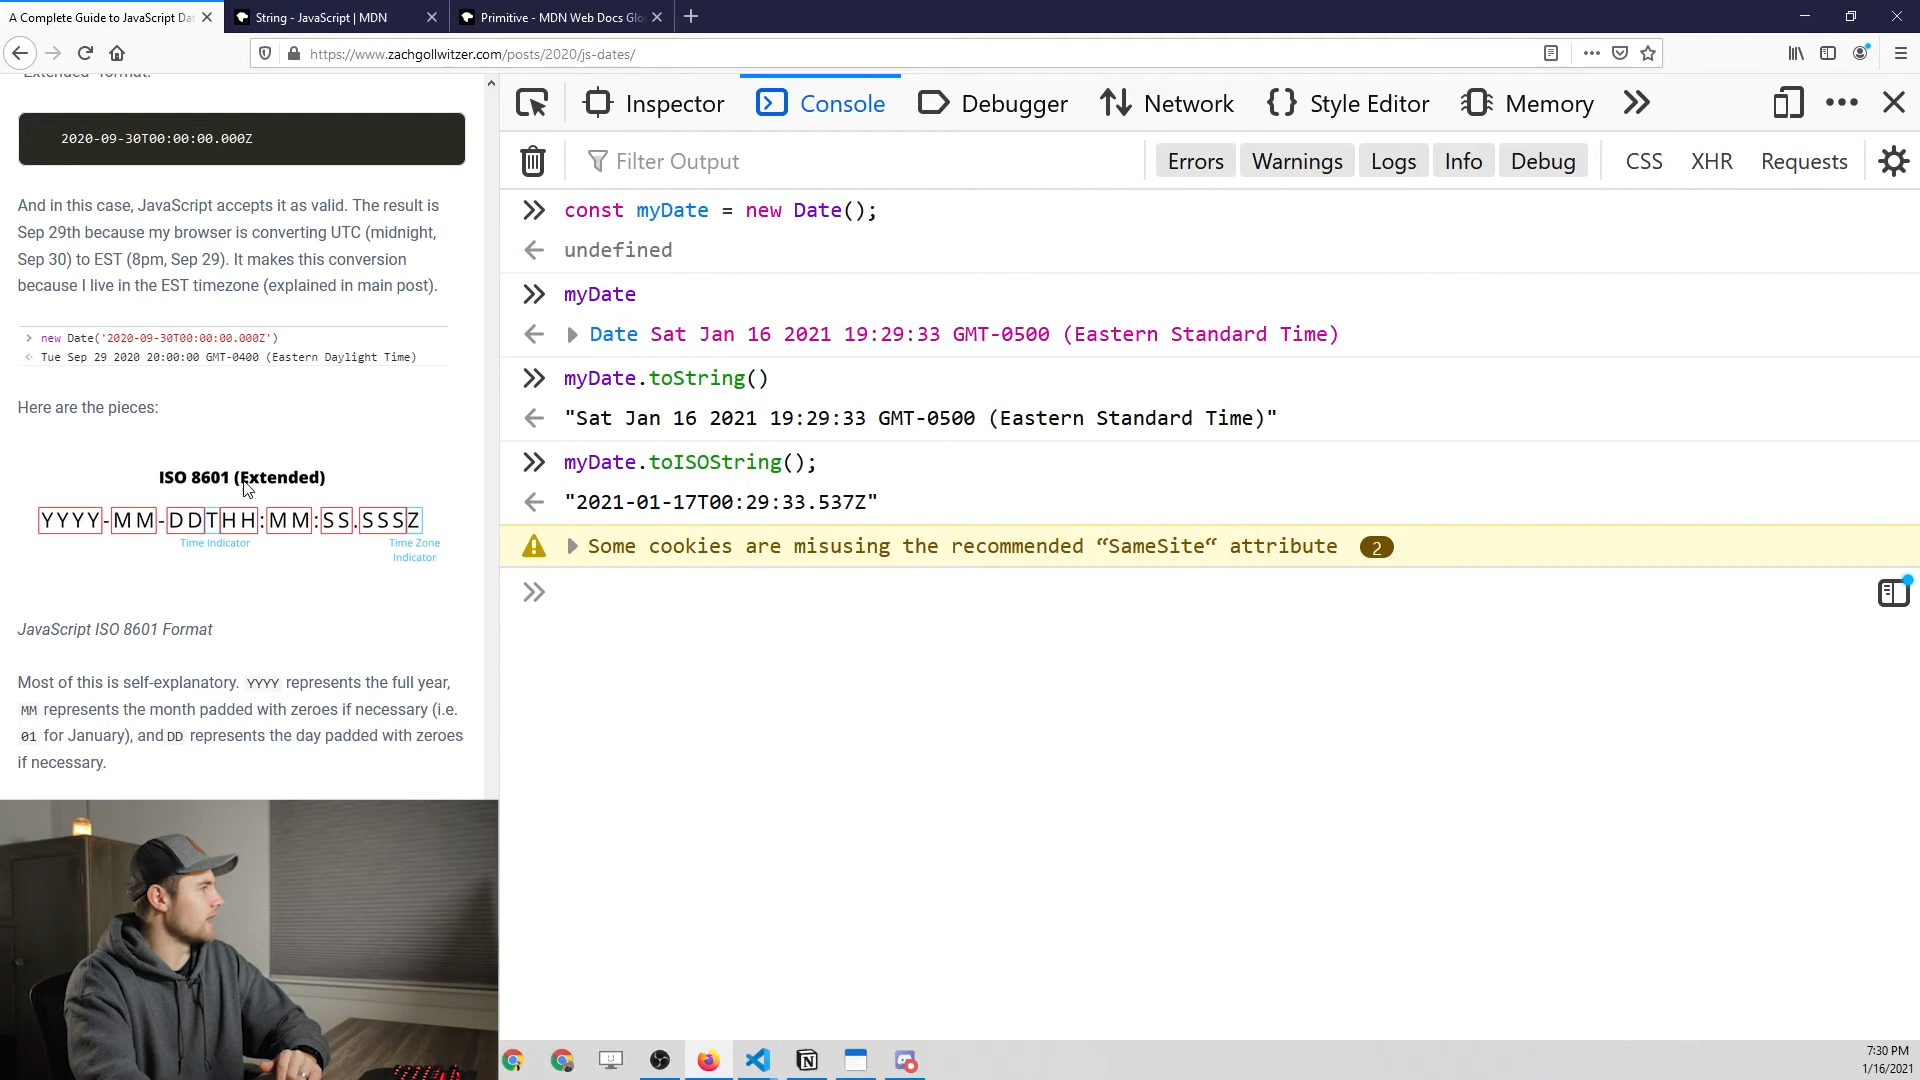 A Complete Guide to JavaScript Dat
String - JavaScript | MDN
Primitive - MDN Web Docs Glo
https://www.zachgollwitzer.com/posts/2020/js-dates/
"Extended" format.
2020-09-30T00:00:00.000Z
And in this case, JavaScript accepts it as valid. The result is
Sep 29th because my browser is converting UTC (midnight,
Sep 30) to EST (8pm, Sep 29). It makes this conversion
because I live in the EST timezone (explained in main post).
> new Date('2020-09-30T00:00:00.000Z')
Tue Sep 29 2020 20:00:00 GMT-0400 (Eastern Daylight Time)
Here are the pieces:
ISO 8601 (Extended)
YYYY-MM-DDTHH:MM:SS.SSSZ
Time Indicator
Time Zone
Indicator
JavaScript ISO 8601 Format
Most of this is self-explanatory. YYYY represents the full year,
MM represents the month padded with zeroes if necessary (i.e.
01 for January), and DD represents the day padded with zeroes
if necessary.
Inspector
Console
Debugger
Network
{} Style Editor
Memory
Filter Output
Errors
Warnings
Logs
Info
Debug
CSS
XHR
Requests
const myDate = new Date();
undefined
myDate
Date Sat Jan 16 2021 19:29:33 GMT-0500 (Eastern Standard Time)
myDate.toString()
"Sat Jan 16 2021 19:29:33 GMT-0500 (Eastern Standard Time)"
myDate.toISOString();
"2021-01-17T00:29:33.537Z"
Some cookies are misusing the recommended “SameSite“ attribute 2
7:30 PM
1/16/2021